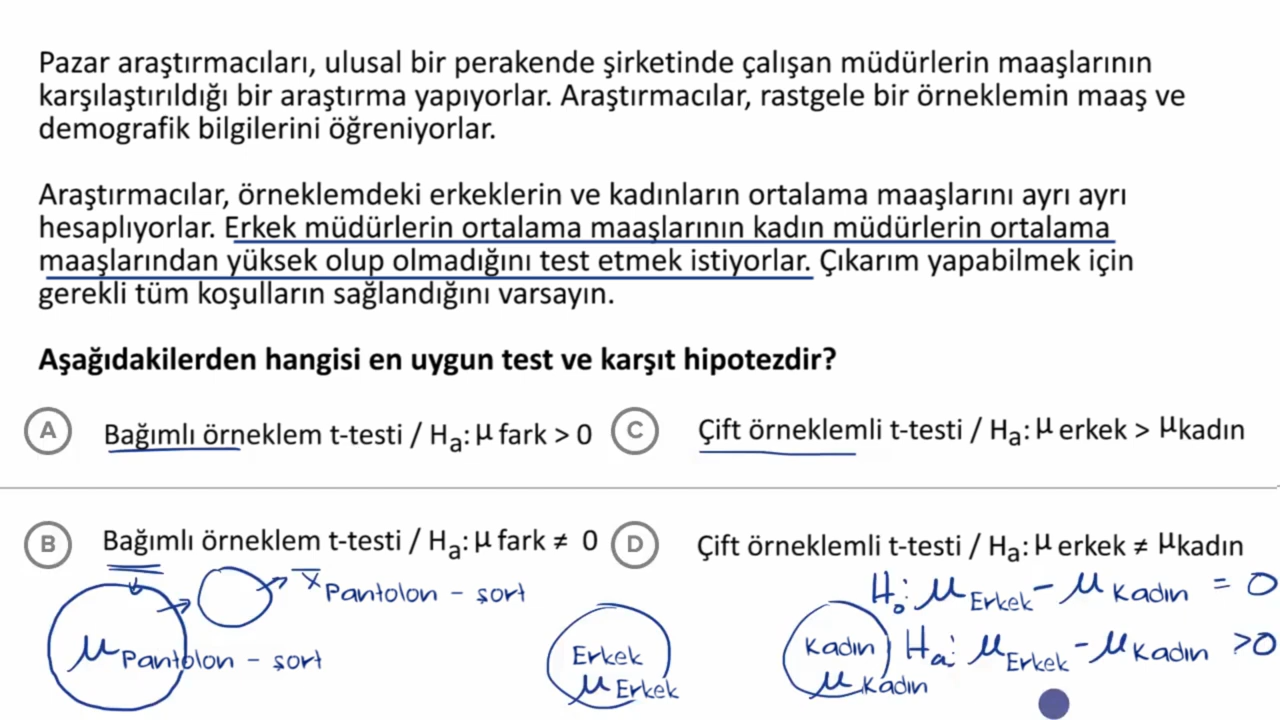 Pazar araştırmacıları, ulusal bir perakende şirketinde çalışan müdürlerin maaşlarının
karşılaştırıldığı bir araştırma yapıyorlar. Araştırmacılar, rastgele bir örneklemin maaş ve
demografik bilgilerini öğreniyorlar.
Araştırmacılar, örneklemdeki erkeklerin ve kadınların ortalama maaşlarını ayrı ayrı
hesaplıyorlar. Erkek müdürlerin ortalama maaşlarının kadın müdürlerin ortalama
maaşlarından yüksek olup olmadığını test etmek istiyorlar. Çıkarım yapabilmek için
gerekli tüm koşulların sağlandığını varsayın.
Aşağıdakilerden hangisi en uygun test ve karşıt hipotezdir?
A Bağımlı örneklem t-testi / Hₐ: μ fark > 0
C Çift örneklemli t-testi / Hₐ: μ erkek > μkadın
B Bağımlı örneklem t-testi / Hₐ: μ fark ≠ 0
D Çift örneklemli t-testi / Hₐ: μ erkek ≠ μkadın
x̄ Pantolon - şort
μ Pantolon - şort
Erkek
μ Erkek
Kadın
μ Kadın
H₀: μ Erkek - μ Kadın = 0
Hₐ: μ Erkek - μ Kadın >0